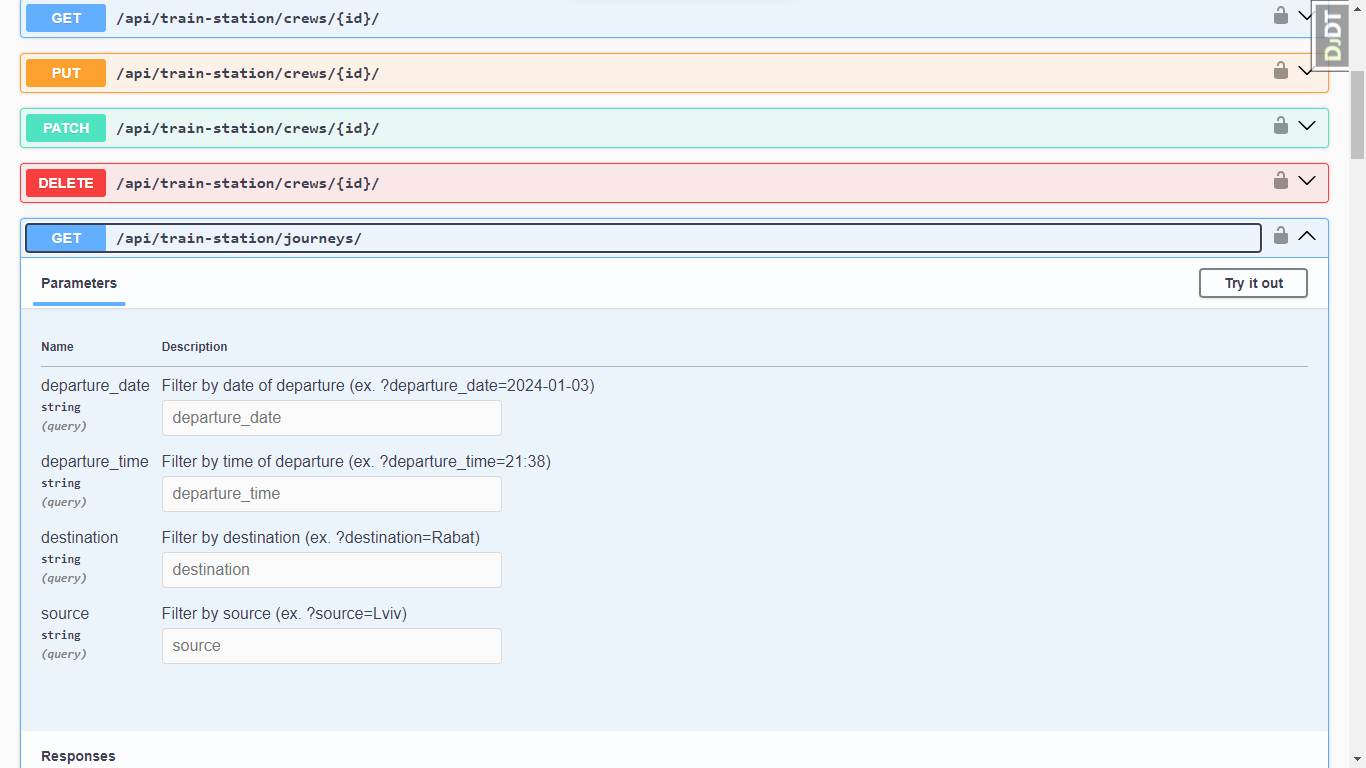 GET /api/train-station/crews/{id}/
DjDT
PUT /api/train-station/crews/{id}/
PATCH /api/train-station/crews/{id}/
DELETE /api/train-station/crews/{id}/
GET /api/train-station/journeys/
Parameters
Try it out
Name Description
departure_date Filter by date of departure (ex. ?departure_date=2024-01-03)
string
(query)
departure_date
departure_time Filter by time of departure (ex. ?departure_time=21:38)
string
(query)
departure_time
destination Filter by destination (ex. ?destination=Rabat)
string
(query)
destination
source Filter by source (ex. ?source=Lviv)
string
(query)
source
Responses